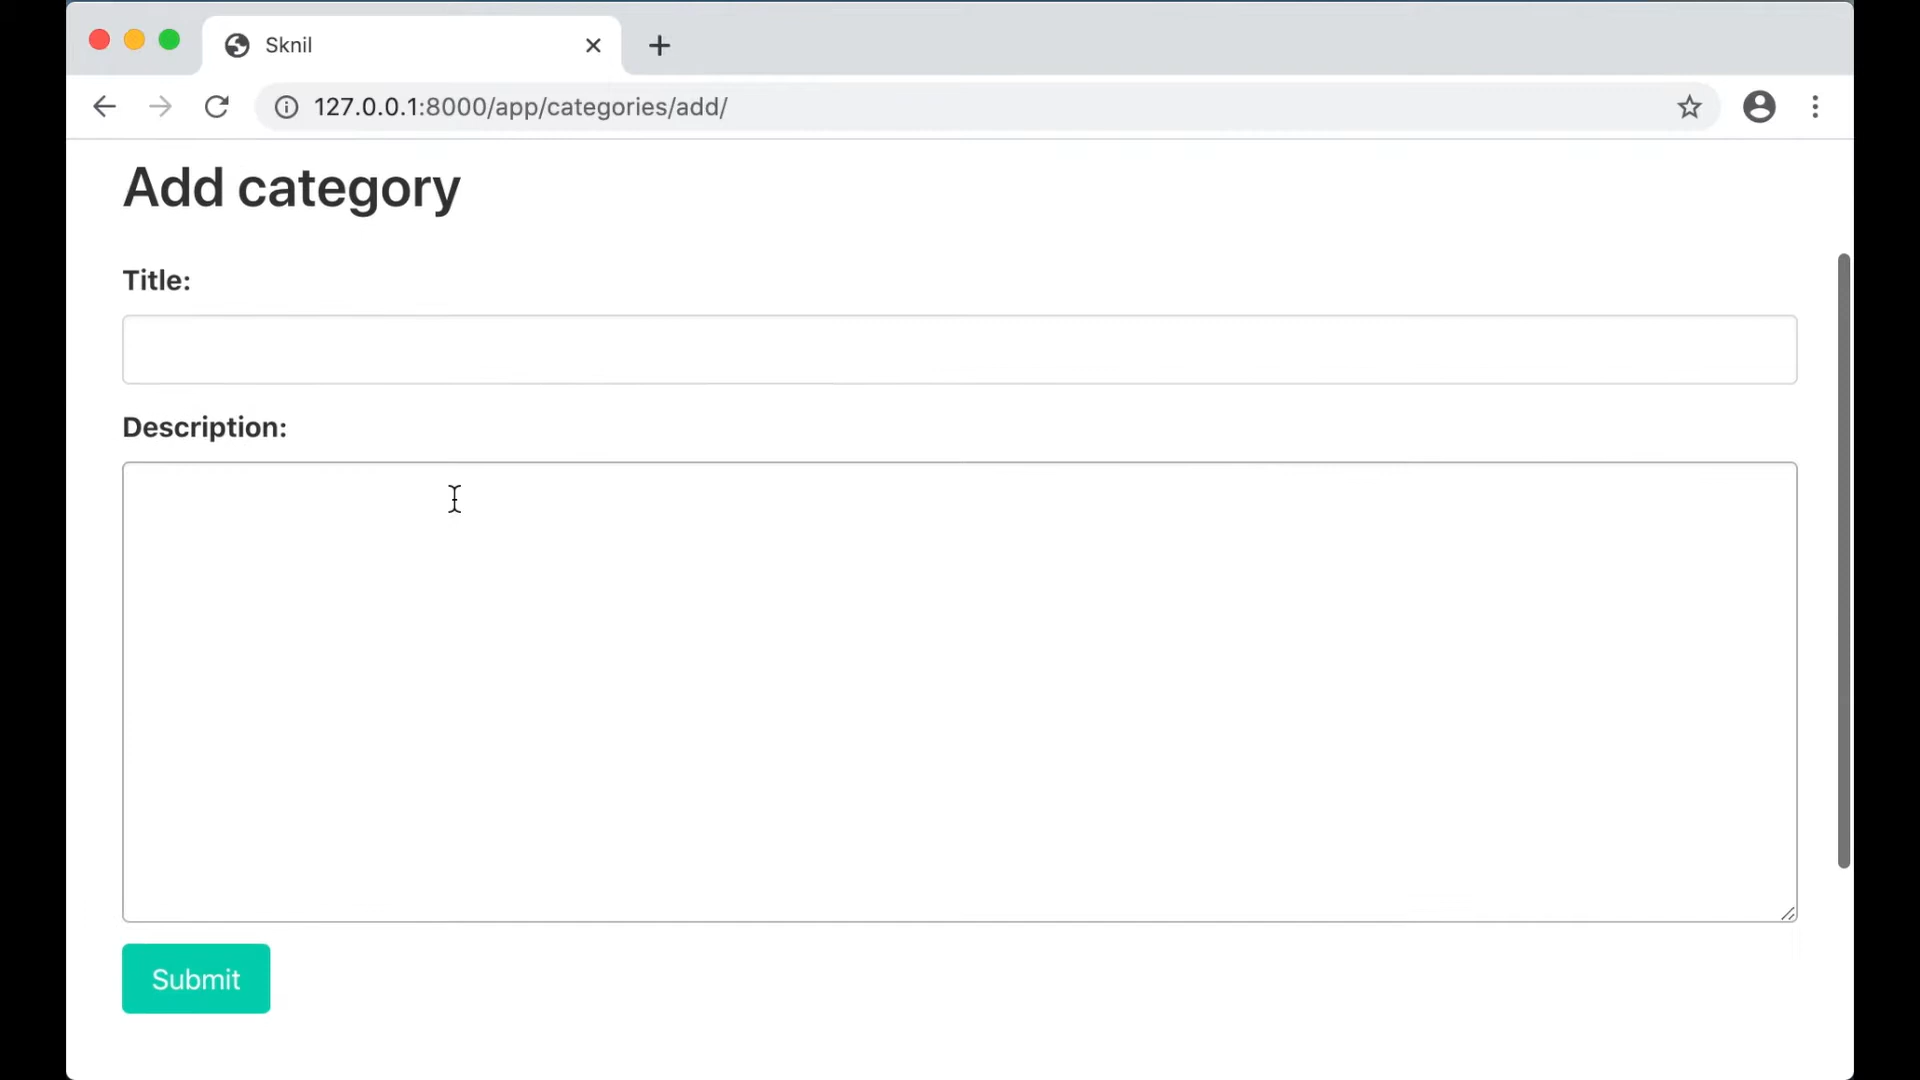 Sknil
127.0.0.1:8000/app/categories/add/
Add category
Title:
Description:
Submit